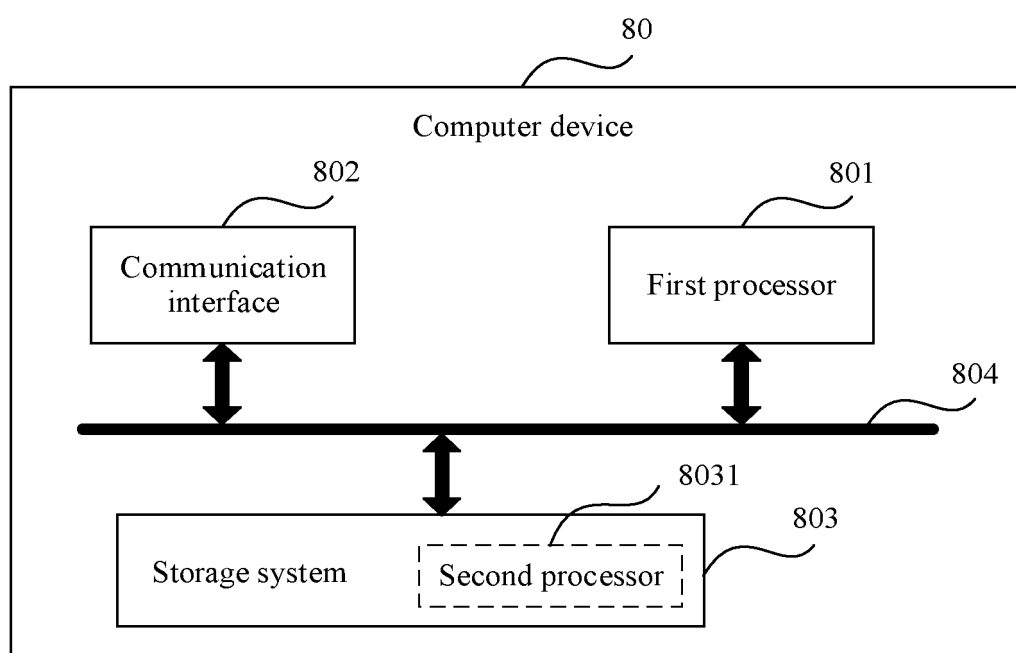 80
Computer device
802
801
Communication
interface
First processor
804
8031
803
Storage system
Second processor